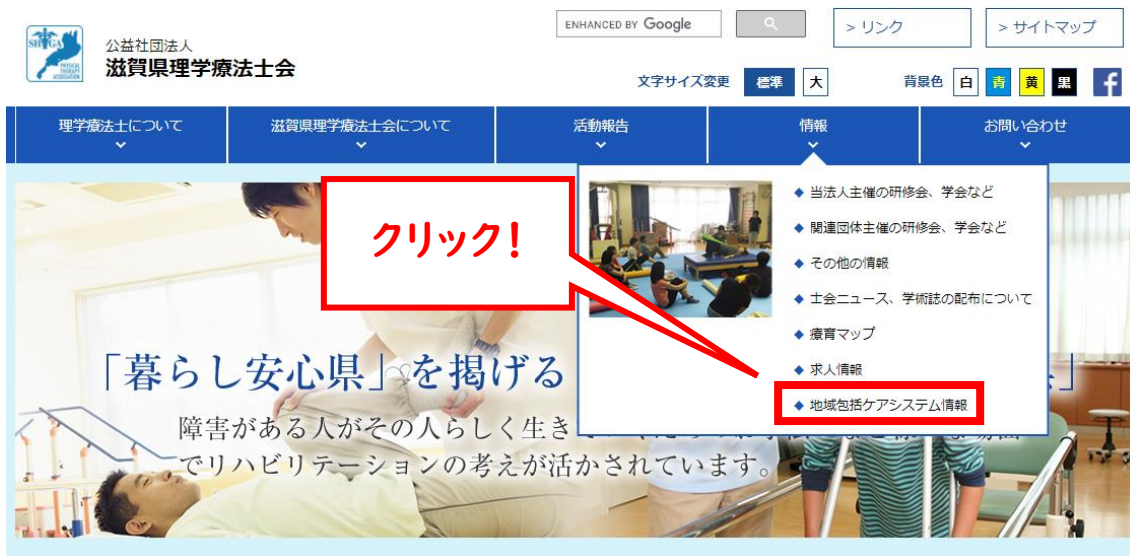 ENHANCED BY Google
> リンク
> サイトマップ
SHIGA
PHYSICAL
THERAPY
ASSOCIATION
公益社団法人
滋賀県理学療法士会
文字サイズ変更 標準 大
背景色 白 青 黄 黒 f
理学療法士について
滋賀県理学療法士会について
活動報告
情報
お問い合わせ
クリック!
◆ 当法人主催の研修会、学会など
◆ 関連団体主催の研修会、学会など
◆ その他の情報
◆ 士会ニュース、学術誌の配布について
◆ 療育マップ
◆ 求人情報
◆ 地域包括ケアシステム情報
「暮らし安心県」を掲げる
」
障害がある人がその人らしく生き
でリハビリテーションの考えが活かされています。